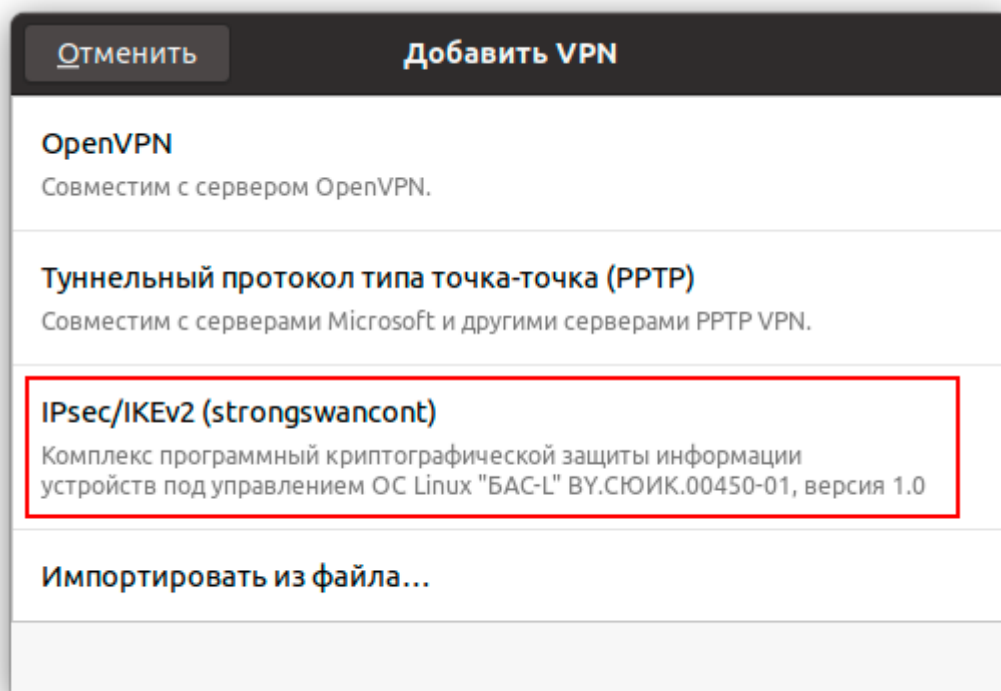 Отменить
Добавить VPN
OpenVPN
Совместим с сервером OpenVPN.
Туннельный протокол типа точка-точка (PPTP)
Совместим с серверами Microsoft и другими серверами PPTP VPN.
IPsec/IKEv2 (strongswancont)
Комплекс программный криптографической защиты информации
устройств под управлением ОС Linux "БАС-L" BY.СЮИК.00450-01, версия 1.0
Импортировать из файла…